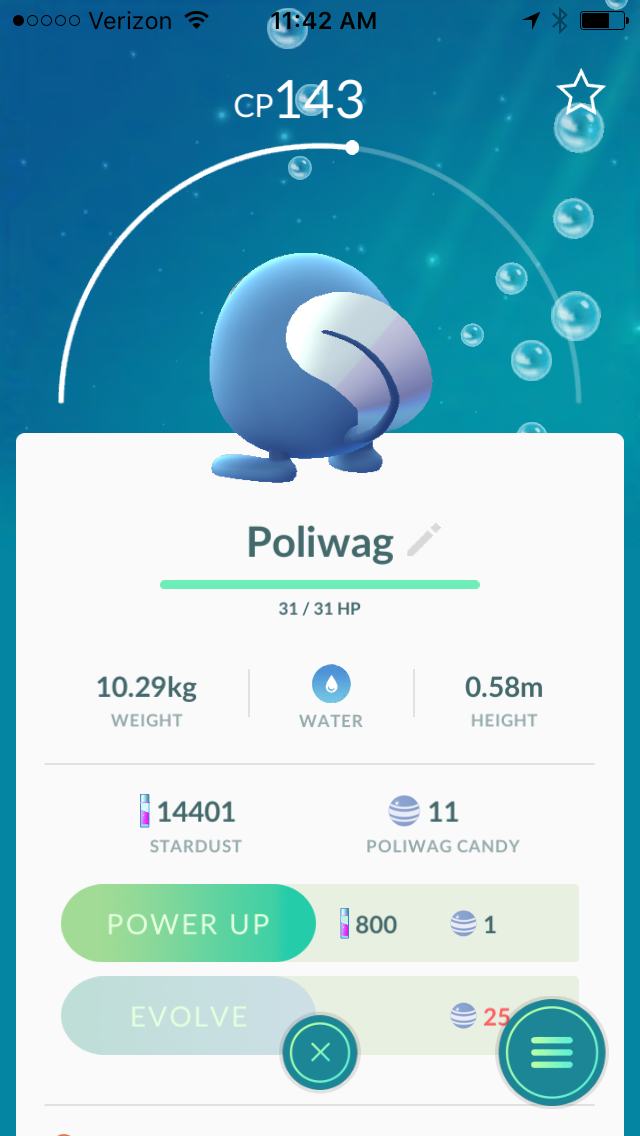 Verizon 11:42 AM
CP143
Poliwag
31 / 31 HP
10.29kg 0.58m
WEIGHT WATER HEIGHT
14401 11
STARDUST POLIWAG CANDY
POWER UP 800 1
EVOLVE 25